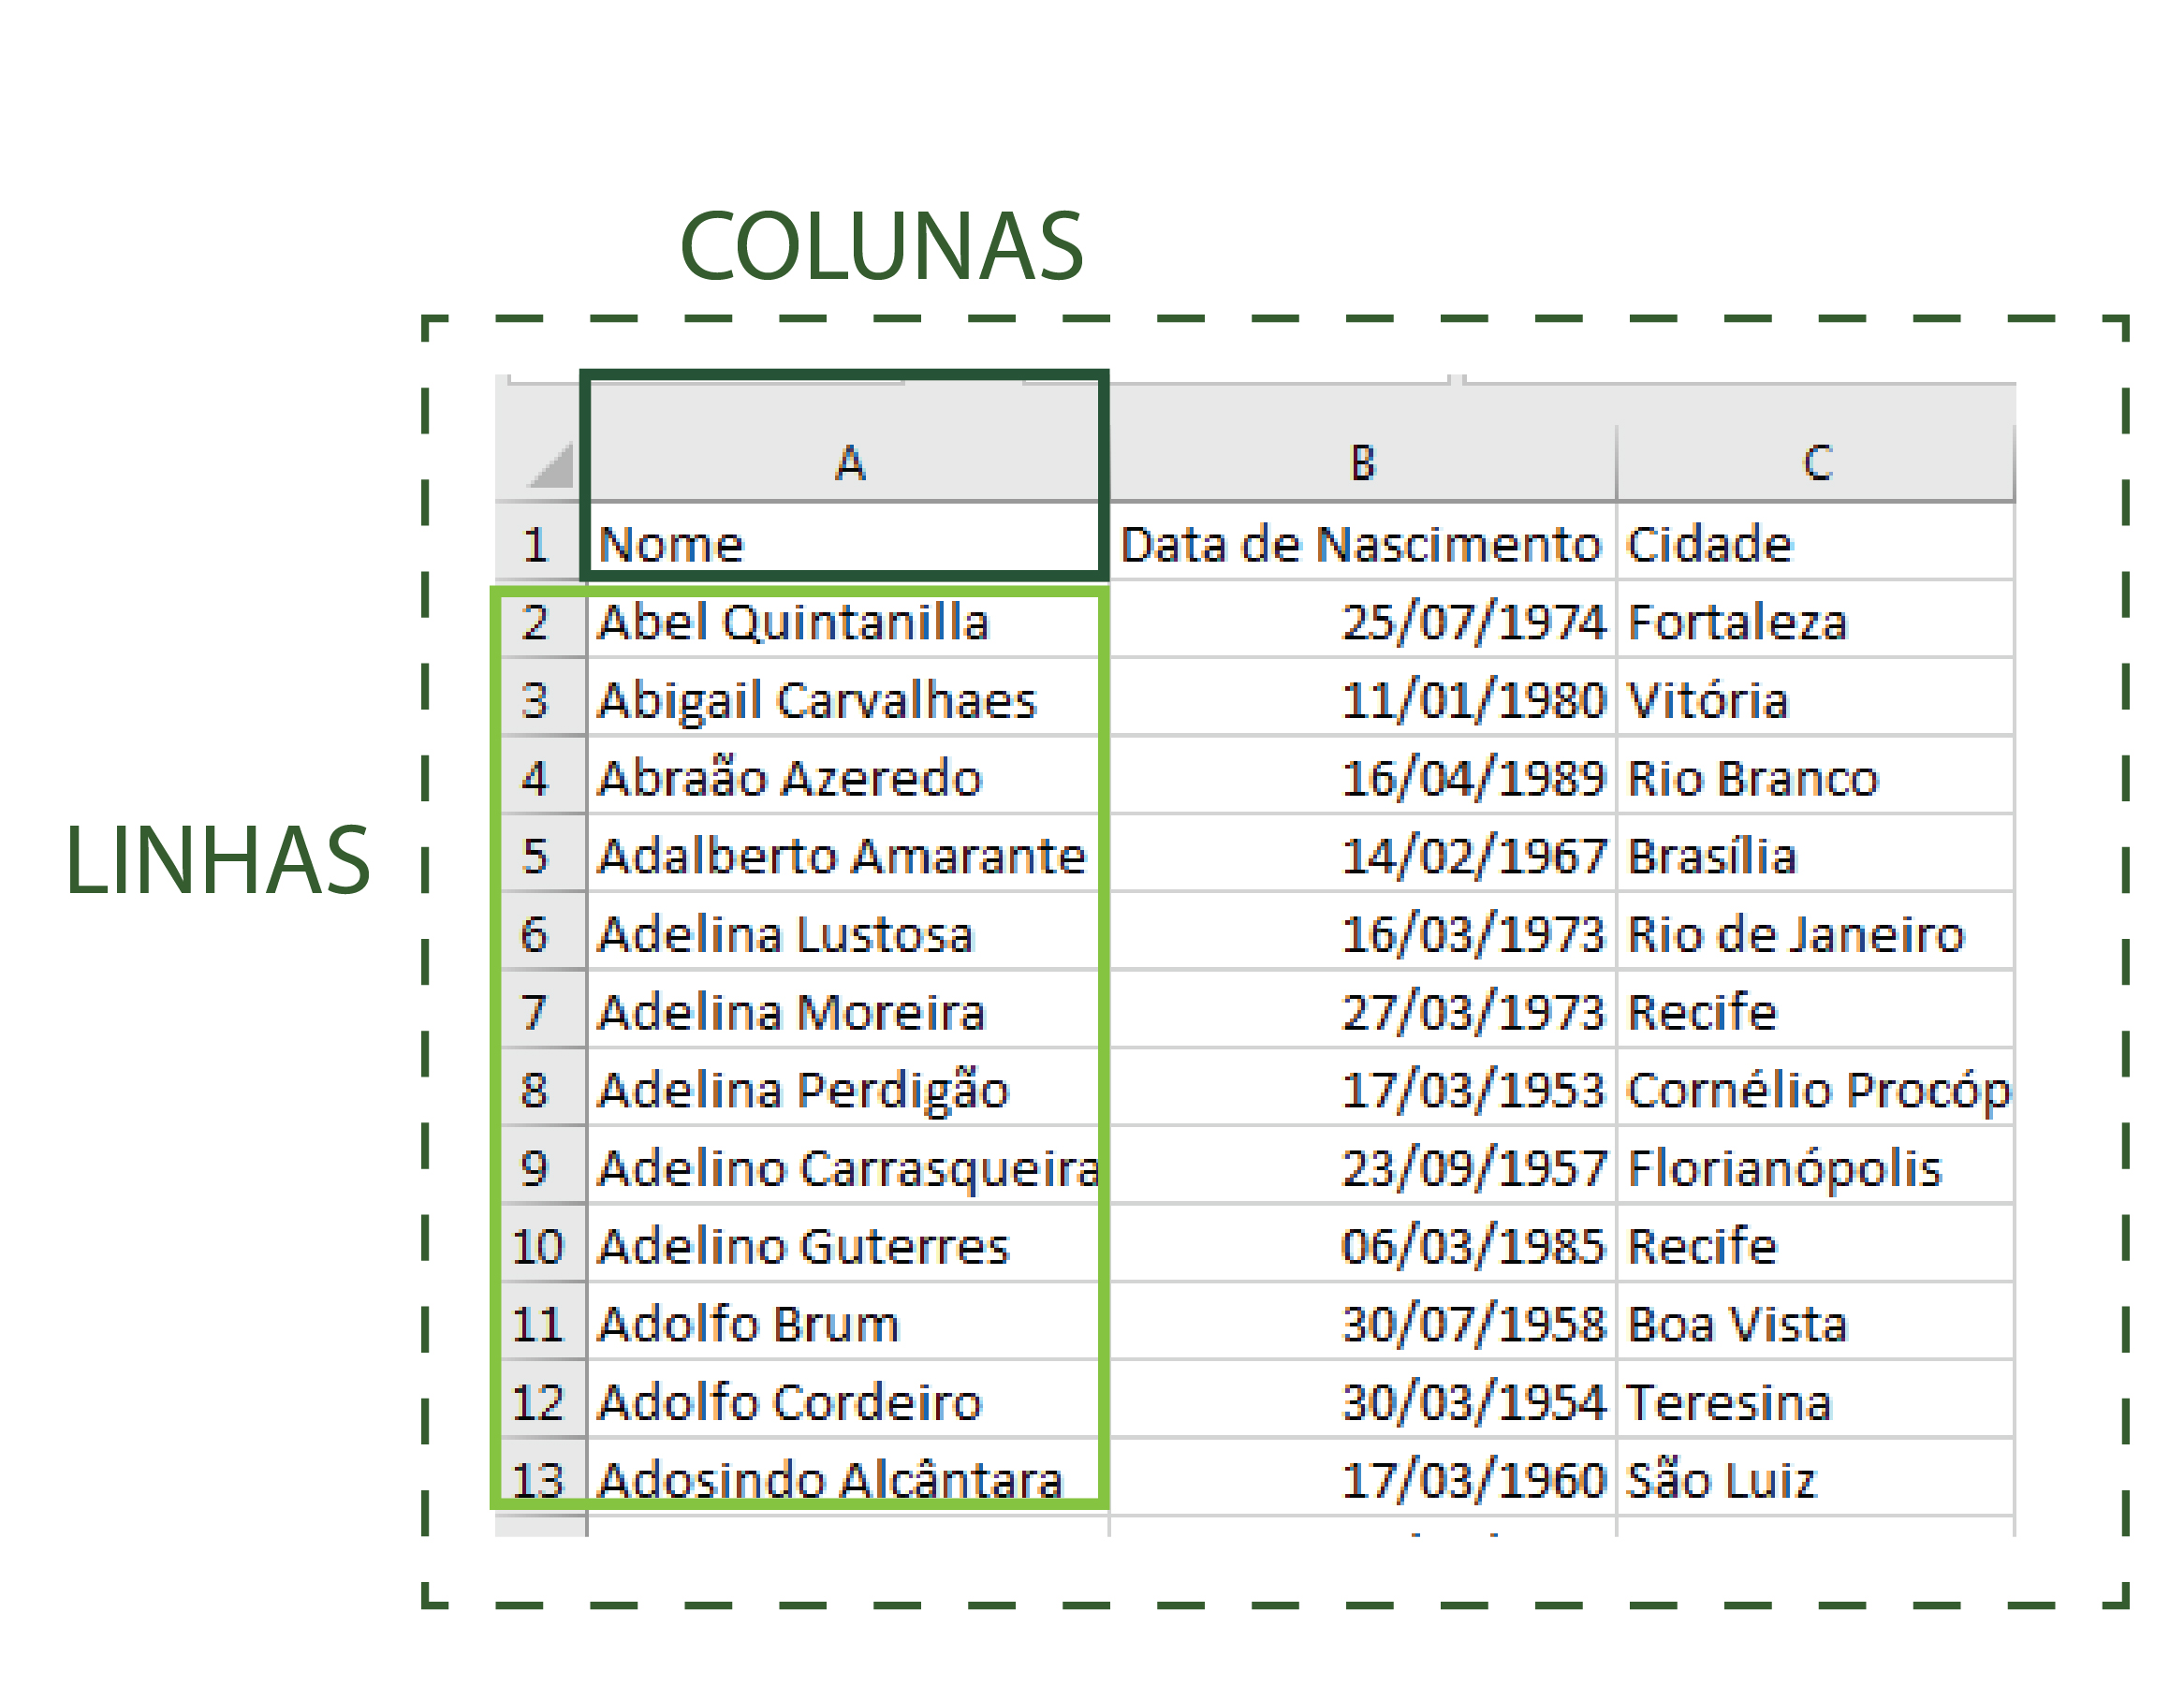 COLUNAS
A B C
1 Nome Data de Nascimento Cidade
2 Abel Quintanilla 25/07/1974 Fortaleza
3 Abigail Carvalhaes 11/01/1980 Vitória
4 Abraão Azeredo 16/04/1989 Rio Branco
5 Adalberto Amarante 14/02/1967 Brasília
LINHAS
6 Adelina Lustosa 16/03/1973 Rio de Janeiro
7 Adelina Moreira 27/03/1973 Recife
8 Adelina Perdigão 17/03/1953 Cornélio Procóp
9 Adelino Carrasqueira 23/09/1957 Florianópolis
10 Adelino Guterres 06/03/1985 Recife
11 Adolfo Brum 30/07/1958 Boa Vista
12 Adolfo Cordeiro 30/03/1954 Teresina
13 Adosindo Alcântara 17/03/1960 São Luiz